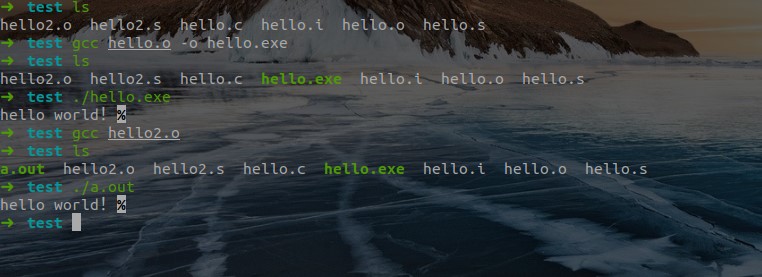 ➜ test ls
hello2.o hello2.s hello.c hello.i hello.o hello.s
➜ test gcc hello.o -o hello.exe
➜ test ls
hello2.o hello2.s hello.c hello.exe hello.i hello.o hello.s
➜ test ./hello.exe
hello world! %
➜ test gcc hello2.o
➜ test ls
a.out hello2.o hello2.s hello.c hello.exe hello.i hello.o hello.s
➜ test ./a.out
hello world! %
➜ test